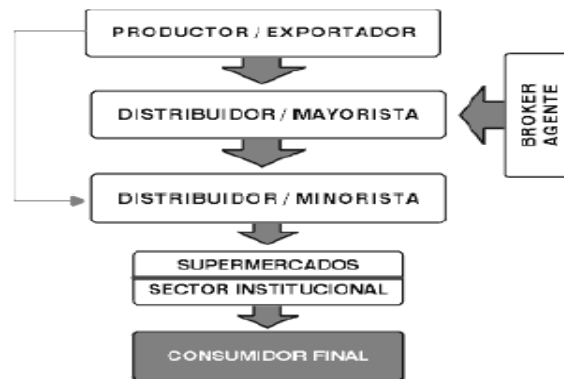 PRODUCTOR / EXPORTADOR
DISTRIBUIDOR / MAYORISTA
BROKER
AGENTE
DISTRIBUIDOR / MINORISTA
SUPERMERCADOS
SECTOR INSTITUCIONAL
CONSUMIDOR FINAL